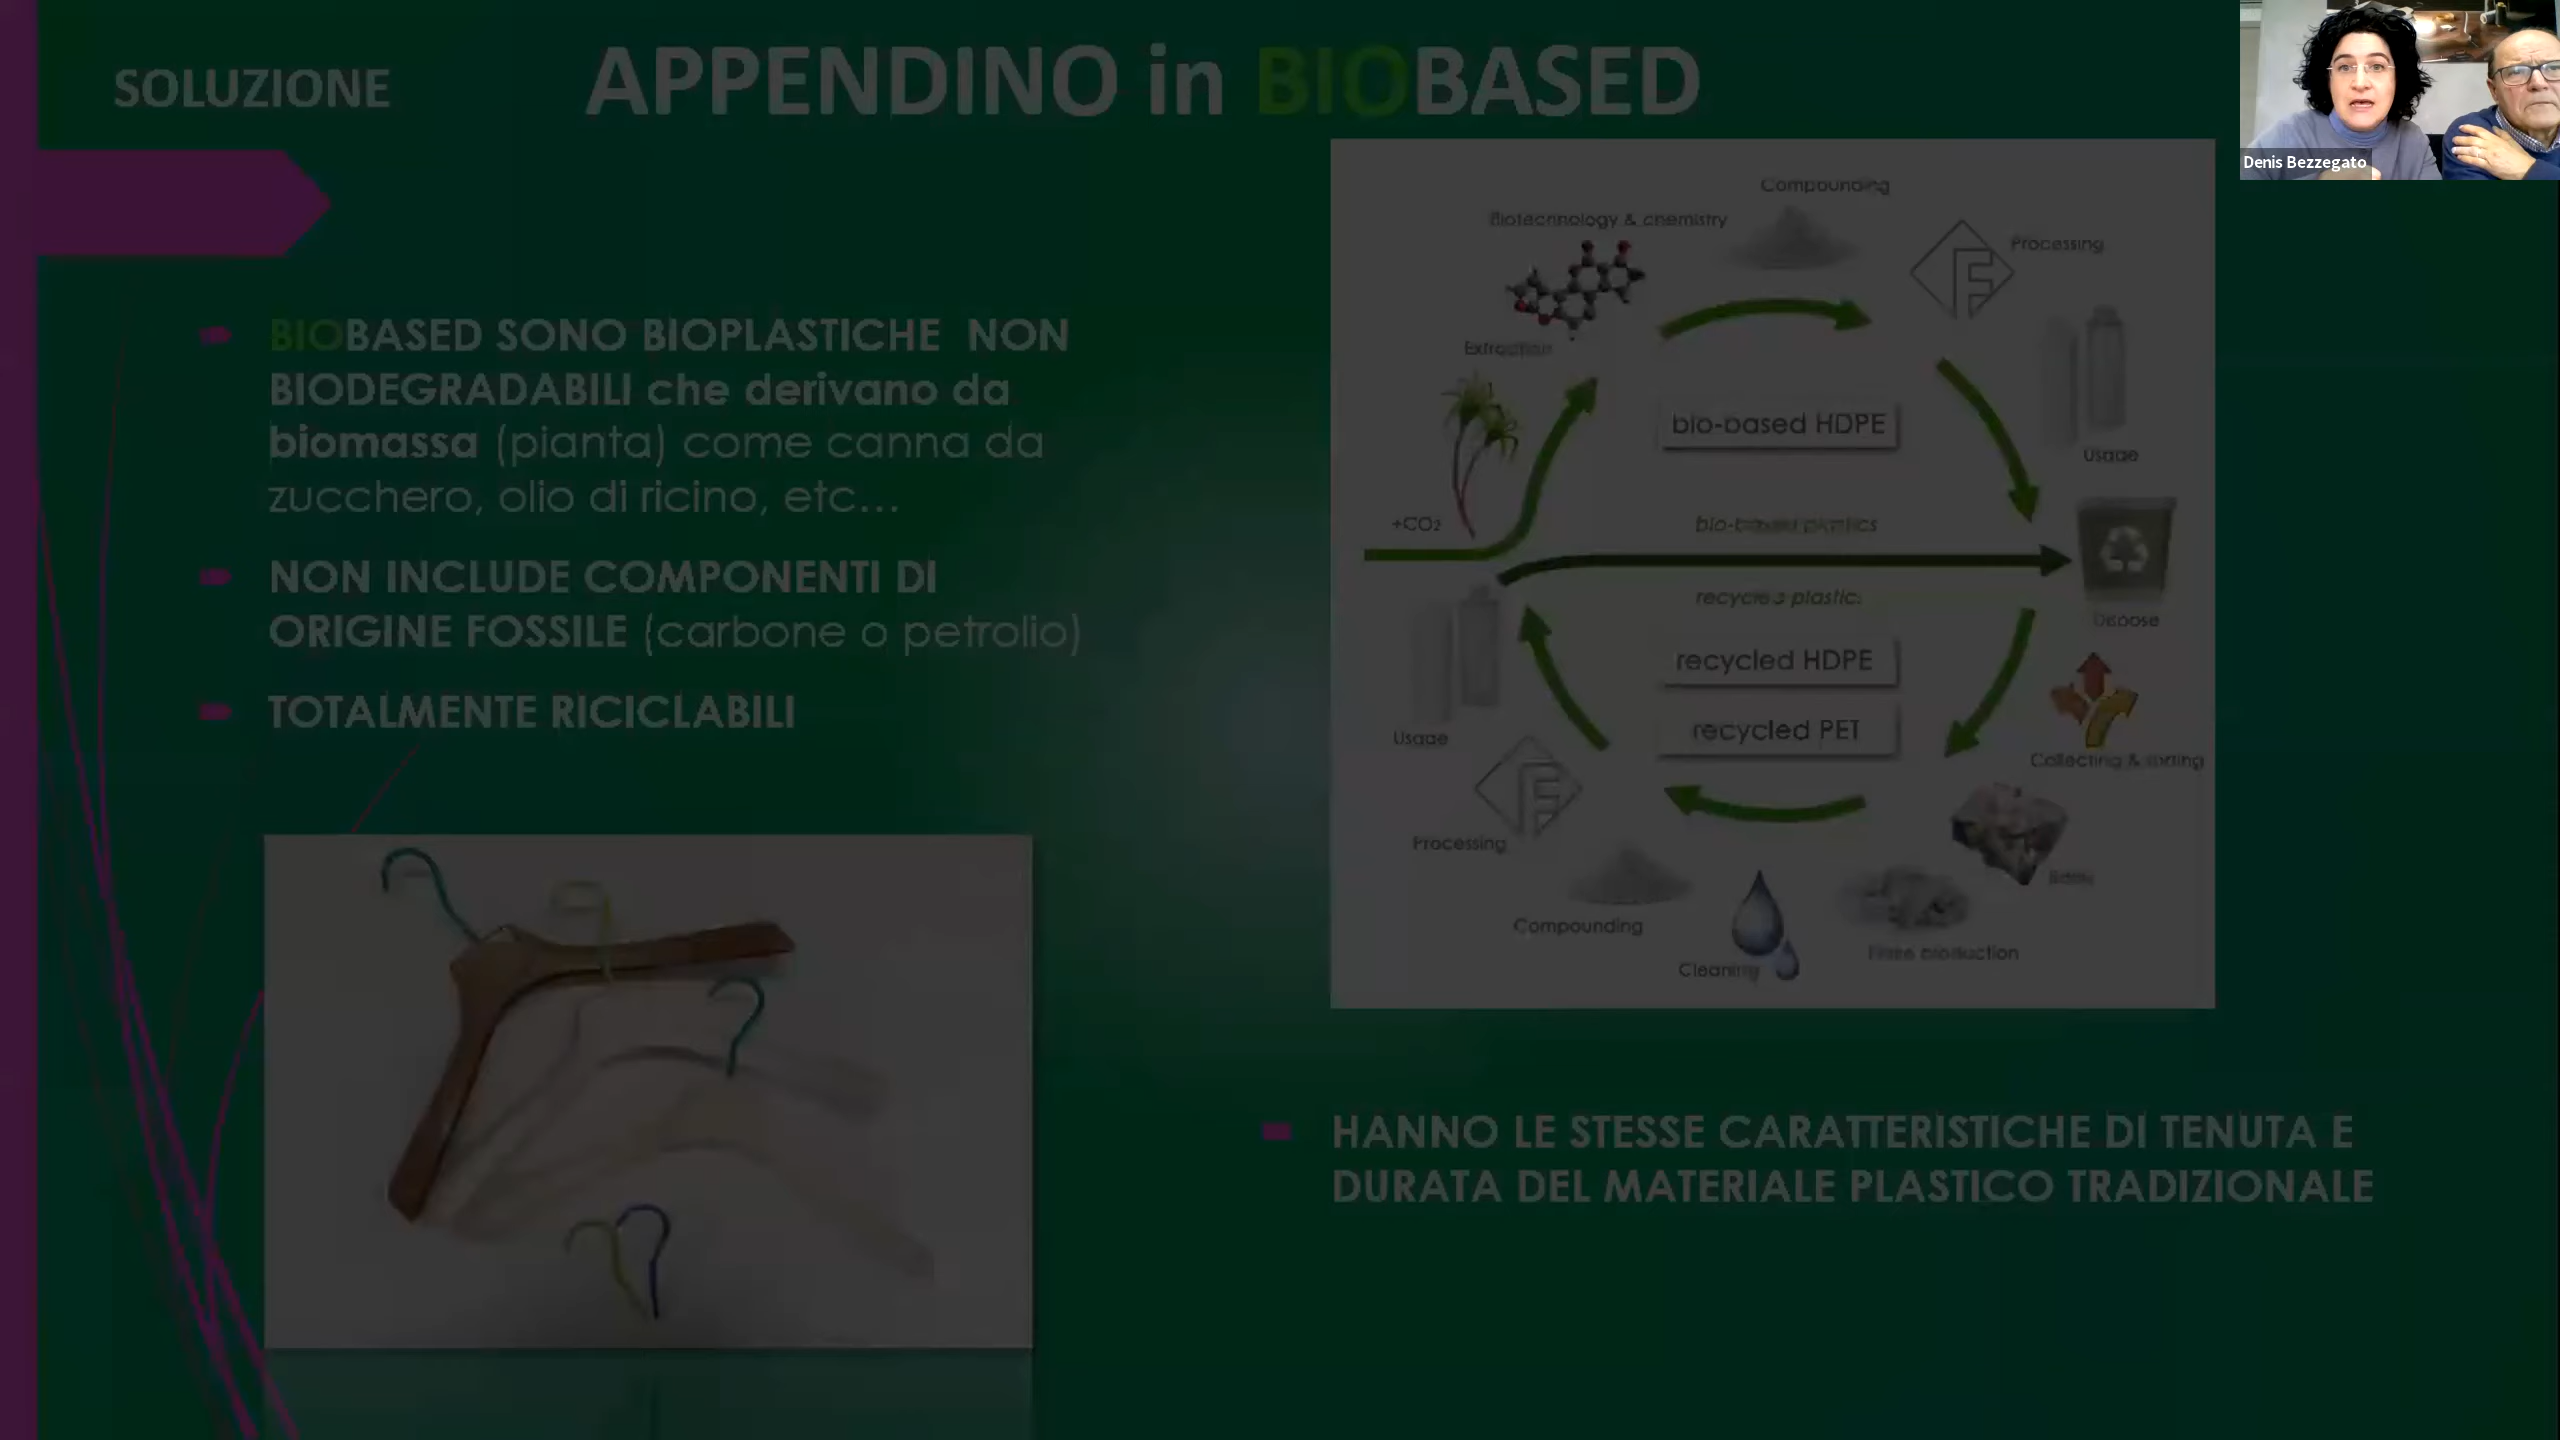 SOLUZIONE
APPENDINO in BIOBASED
Denis Bezzegato
BIOBASED SONO BIOPLASTICHE NON
BIODEGRADABILI che derivano da
biomassa (pianta) come canna da
zucchero, olio di ricino, etc...
NON INCLUDE COMPONENTI DI
ORIGINE FOSSILE (carbone o petrolio)
TOTALMENTE RICICLABILI
Compounding
Biotechnology & chemistry
Processing
Extraction
bio-based HDPE
Usage
+CO2
bio-based plastics
recycled plastics
Dispose
recycled HDPE
recycled PET
Usage
Collecting & sorting
Processing
Compounding
Cleaning
HANNO LE STESSE CARATTERISTICHE DI TENUTA E
DURATA DEL MATERIALE PLASTICO TRADIZIONALE